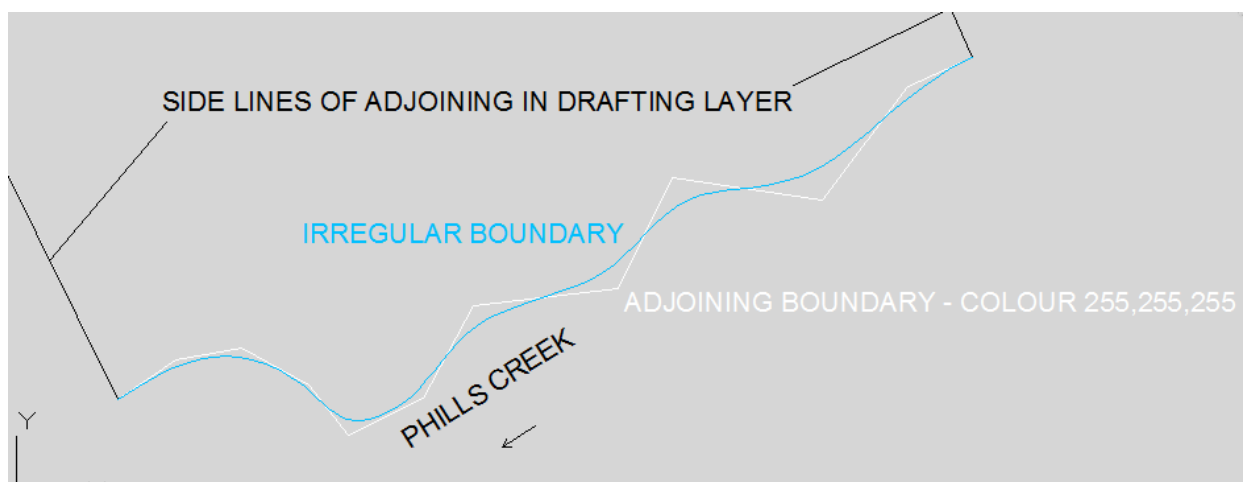 SIDE LINES OF ADJOINING IN DRAFTING LAYER
IRREGULAR BOUNDARY
ADJOINING BOUNDARY - COLOUR 255,255,255
PHILLS CREEK
Y